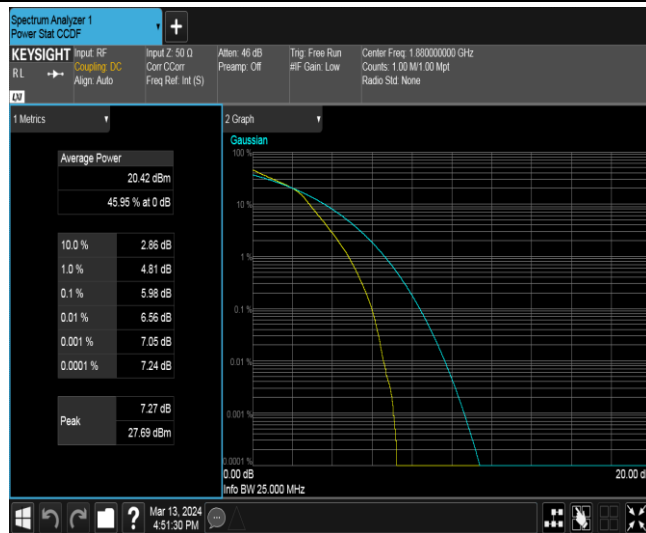 Spectrum Analyzer 1
Power Stat CCDF
+
KEYSIGHT Input: RF Input Z: 50 Ω Atten: 46 dB Trig: Free Run Center Freq: 1.880000000 GHz
RL Coupling: DC Corr CCorr Preamp: Off #IF Gain: Low Counts: 1.00 M/1.00 Mpt
Align: Auto Freq Ref: Int (S) Radio Std: None
LXI
1 Metrics 2 Graph
Gaussian
Average Power
20.42 dBm
45.95 % at 0 dB
10.0 % 2.86 dB
1.0 % 4.81 dB
0.1 % 5.98 dB
0.01 % 6.56 dB
0.001 % 7.05 dB
0.0001 % 7.24 dB
Peak 7.27 dB
27.69 dBm
100 %
10 %
1 %
0.1 %
0.01 %
0.001 %
0.0001 %
0.00 dB 20.00 d
Info BW 25.000 MHz
? Mar 13, 2024
4:51:30 PM